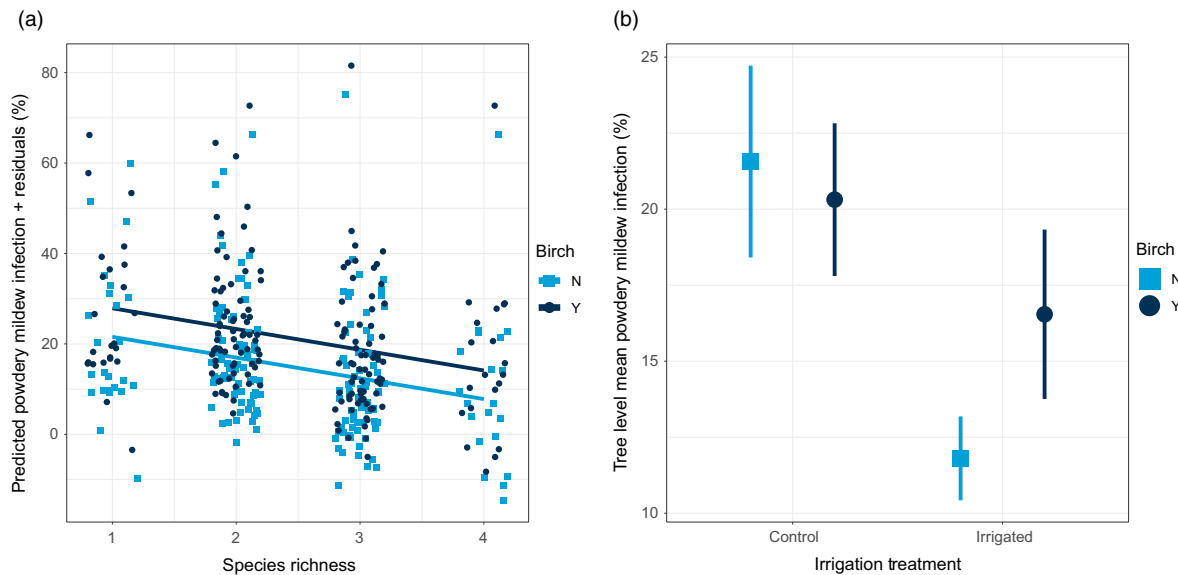 (a)
Predicted powdery mildew infection + residuals (%)
80
60
40
20
0
1
2
3
4
Species richness
Birch
N
Y
(b)
Tree level mean powdery mildew infection (%)
25
20
15
10
Control
Irrigated
Irrigation treatment
Birch
N
Y